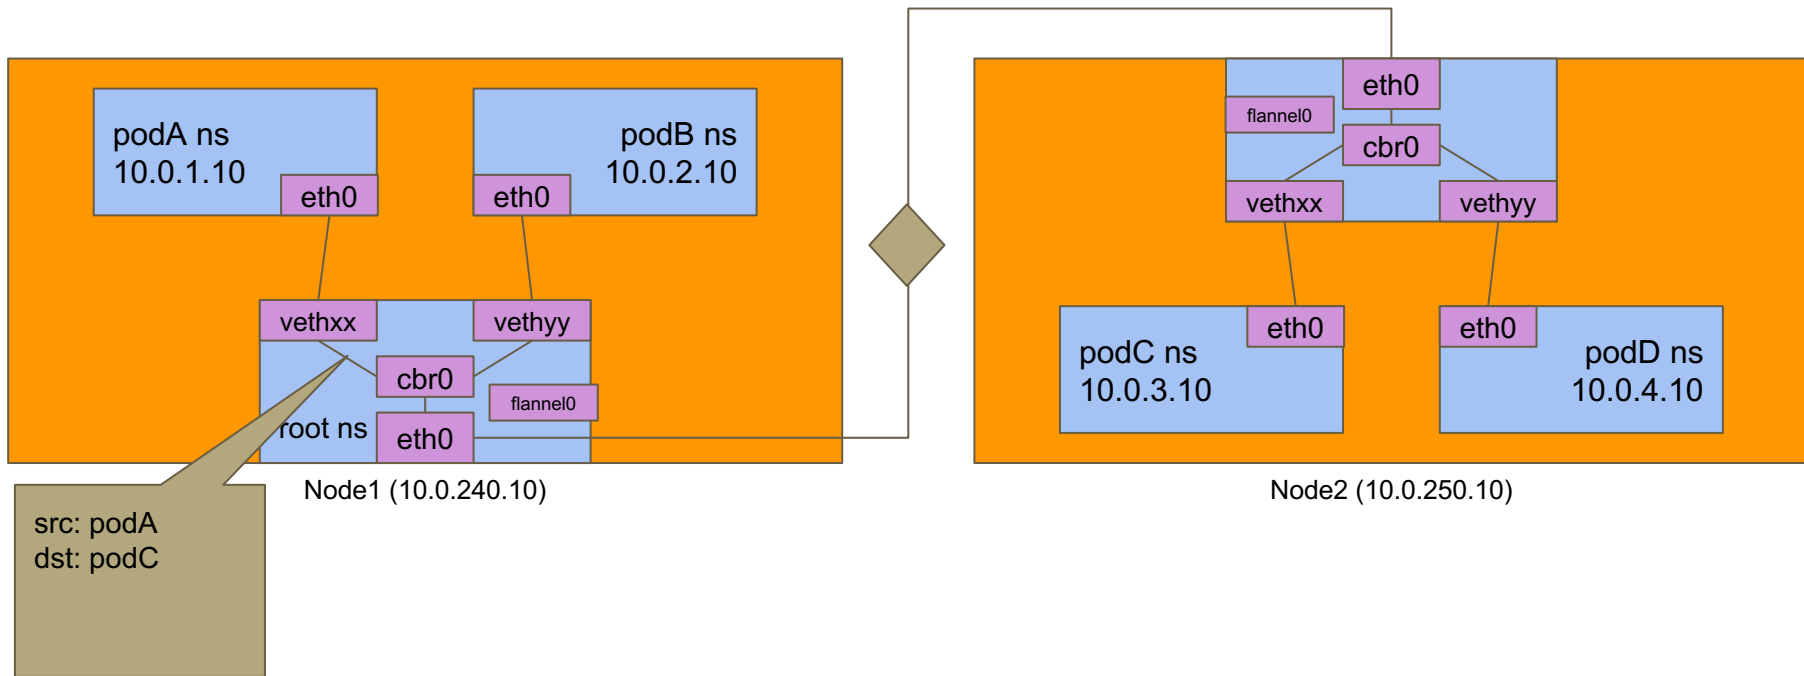 podA ns
10.0.1.10
eth0
podB ns
10.0.2.10
eth0
vethxx
vethyy
cbr0
flannel0
root ns
eth0
Node1 (10.0.240.10)
src: podA
dst: podC
eth0
flannel0
cbr0
vethxx
vethyy
podC ns
10.0.3.10
eth0
eth0
podD ns
10.0.4.10
Node2 (10.0.250.10)